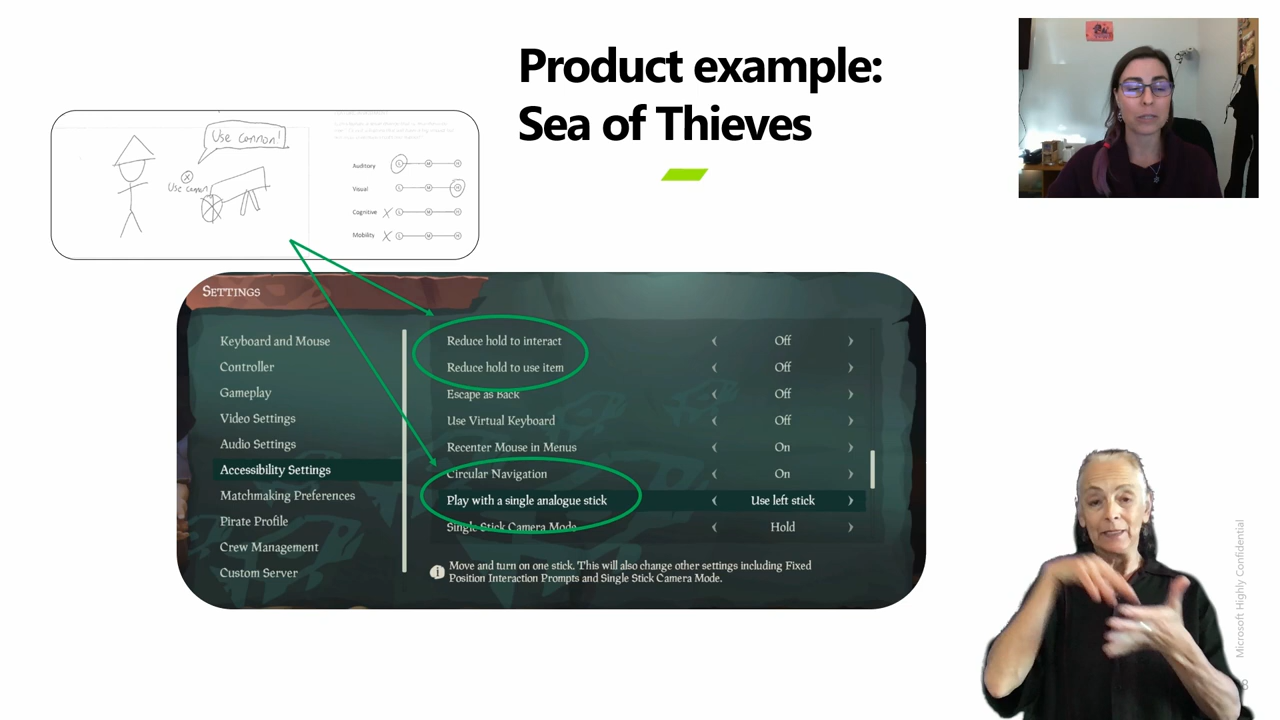 Product example:
Sea of Thieves
Use Cannon!
Use Cannon
X
Auditory L M H
Visual L M H
Cognitive L M H
Mobility L M H
SETTINGS
Keyboard and Mouse
Controller
Gameplay
Video Settings
Audio Settings
Accessibility Settings
Matchmaking Preferences
Pirate Profile
Crew Management
Custom Server
Reduce hold to interact Off
Reduce hold to use item Off
Escape as Back Off
Use Virtual Keyboard Off
Recenter Mouse in Menus On
Circular Navigation On
Play with a single analogue stick Use left stick
Single Stick Camera Mode Hold
i Move and turn on one stick. This will also change other settings including Fixed
Position Interaction Prompts and Single Stick Camera Mode.
Microsoft Highly Confidential
8